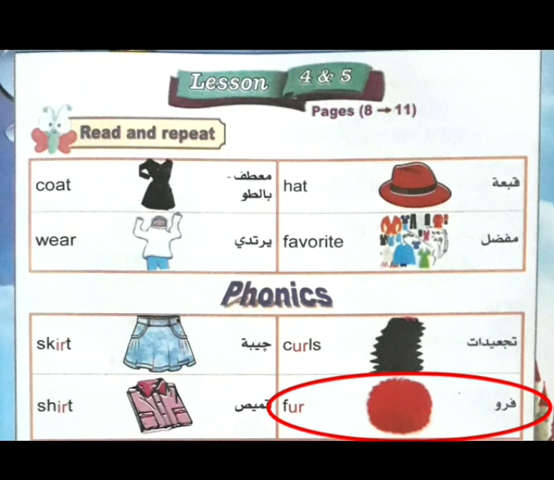 Lesson 4 & 5
Pages (8 → 11)
Read and repeat
coat معطف - بالطو
hat قبعة
wear يرتدي
favorite مفضل
Phonics
skirt جيبة
curls تجعيدات
shirt قميص
fur فرو